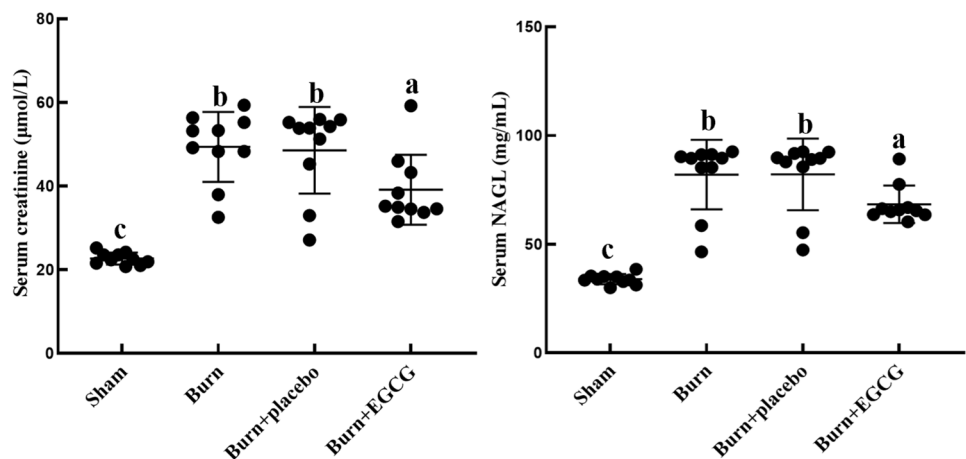 Serum creatinine (μmol/L)
80
60
40
20
0
c
b
b
a
Sham
Burn
Burn+placebo
Burn+EGCG
Serum NAGL (mg/mL)
150
100
50
0
c
b
b
a
Sham
Burn
Burn+placebo
Burn+EGCG